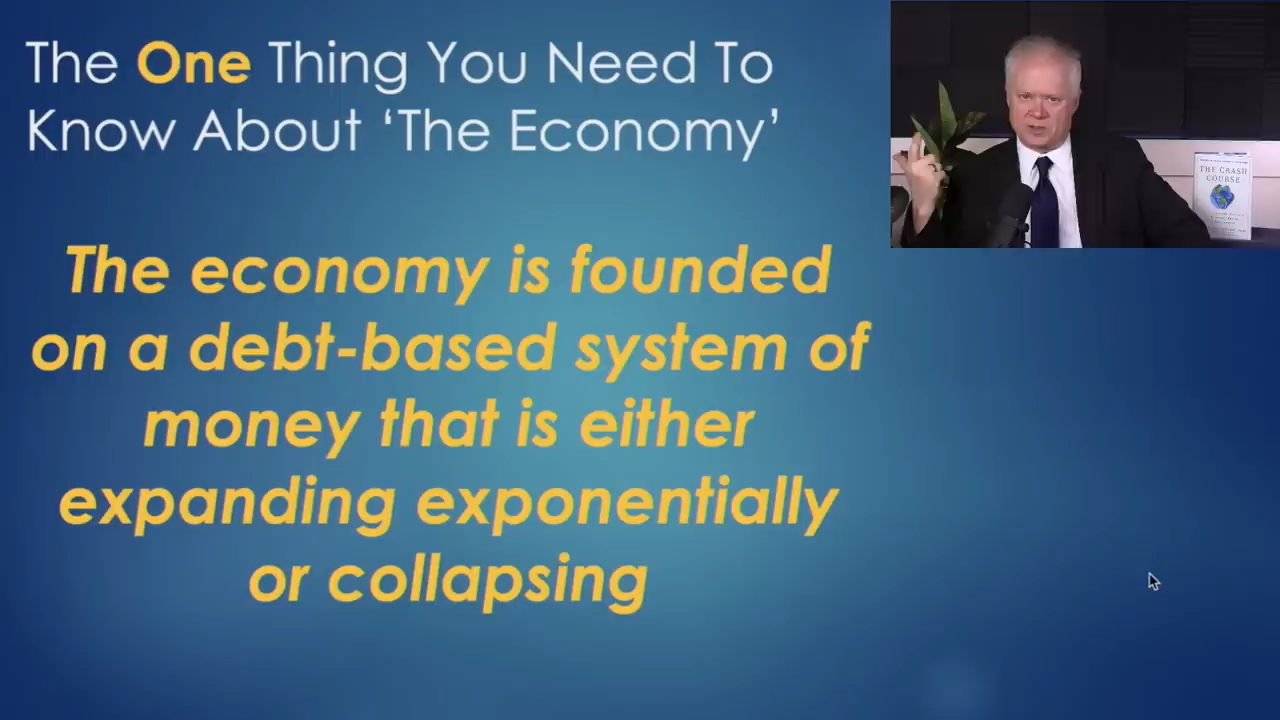 The One Thing You Need To
Know About ‘The Economy’
The economy is founded
on a debt-based system of
money that is either
expanding exponentially
or collapsing
THE CRASH
COURSE